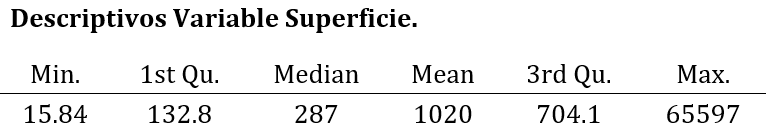 Descriptivos Variable Superficie.
Min. 1st Qu. Median Mean 3rd Qu. Max.
15.84 132.8 287 1020 704.1 65597